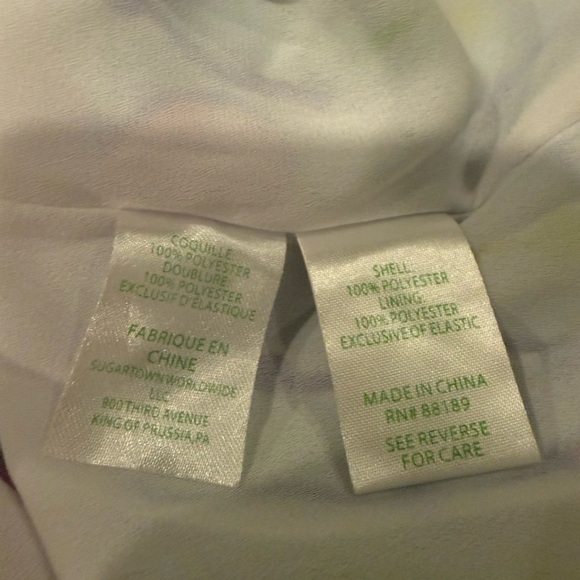 COQUILLE:
100% POLYESTER
DOUBLURE:
100% POLYESTER
EXCLUSIF D'ELASTIQUE
FABRIQUE EN
CHINE
SUGARTOWN WORLDWIDE
LLC
800 THIRD AVENUE
KING OF PRUSSIA, PA
SHELL:
100% POLYESTER
LINING:
100% POLYESTER
EXCLUSIVE OF ELASTIC
MADE IN CHINA
RN# 88189
SEE REVERSE
FOR CARE